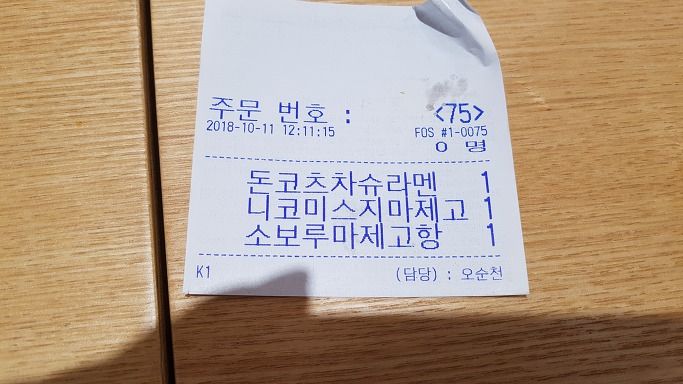 주문 번호 : <75>
2018-10-11 12:11:15 FOS #1-0075
0 명
돈코츠차슈라멘 1
니코미스지마제고 1
소보루마제고항 1
K1 (담당) : 오순천